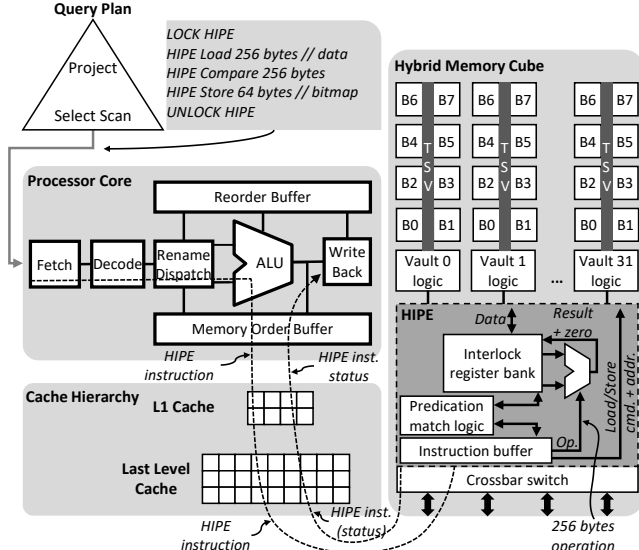 Query Plan
Project
Select Scan
LOCK HIPE
HIPE Load 256 bytes // data
HIPE Compare 256 bytes
HIPE Store 64 bytes // bitmap
UNLOCK HIPE
Processor Core
Reorder Buffer
Fetch
Decode
Rename
Dispatch
ALU
Write
Back
Memory Order Buffer
HIPE
instruction
HIPE inst.
status
Cache Hierarchy
L1 Cache
Last Level
Cache
HIPE
instruction
HIPE inst.
(status)
Hybrid Memory Cube
B6 B7 B6 B7 B6 B7
B4 B5 B4 B5 B4 B5
B2 B3 B2 B3 B2 B3
B0 B1 B0 B1 B0 B1
TSV TSV TSV
Vault 0
logic
Vault 1
logic
...
Vault 31
logic
HIPE
Data
Result
+ zero
Interlock
register bank
Predication
match logic
Instruction buffer
Op.
Load/Store
cmd. + addr.
Crossbar switch
256 bytes
operation